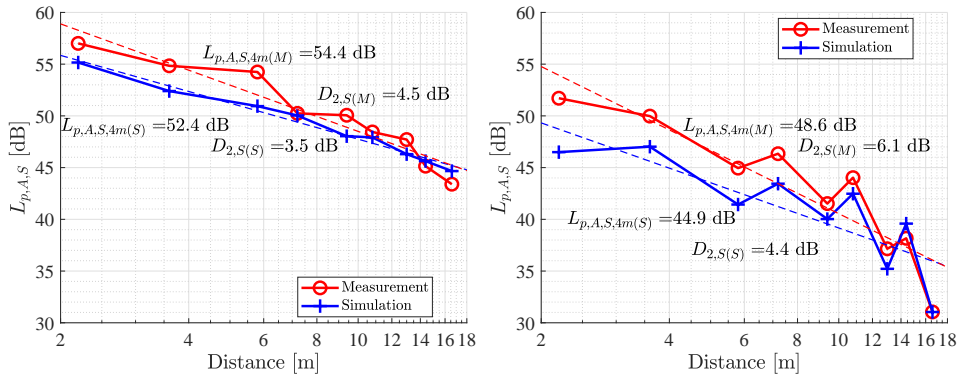 60
55
50
45
40
35
30
L_{p,A,S} [dB]
L_{p,A,S,4m(M)} =54.4 dB
D_{2,S(M)} =4.5 dB
L_{p,A,S,4m(S)} =52.4 dB
D_{2,S(S)} =3.5 dB
Measurement
Simulation
2 4 6 8 10 12 14 16 18
Distance [m]
60
55
50
45
40
35
30
L_{p,A,S} [dB]
Measurement
Simulation
L_{p,A,S,4m(M)} =48.6 dB
D_{2,S(M)} =6.1 dB
L_{p,A,S,4m(S)} =44.9 dB
D_{2,S(S)} =4.4 dB
2 4 6 8 10 12 14 16 18
Distance [m]